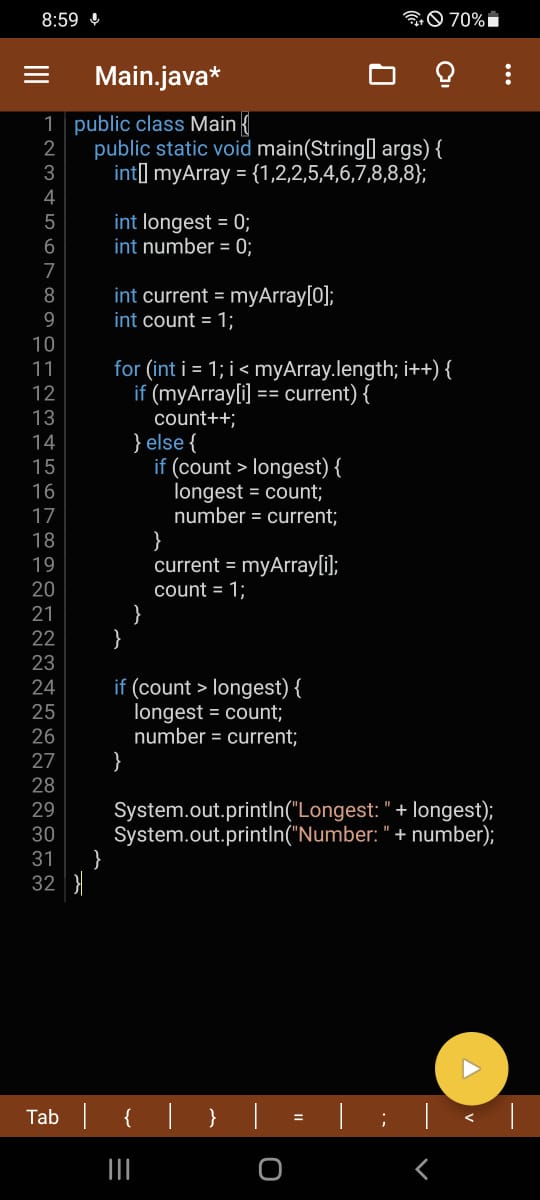 8:59 70%
Main.java*
1 public class Main {
2 public static void main(String[] args) {
3 int[] myArray = {1,2,2,5,4,6,7,8,8,8};
4
5 int longest = 0;
6 int number = 0;
7
8 int current = myArray[0];
9 int count = 1;
10
11 for (int i = 1; i < myArray.length; i++) {
12 if (myArray[i] == current) {
13 count++;
14 } else {
15 if (count > longest) {
16 longest = count;
17 number = current;
18 }
19 current = myArray[i];
20 count = 1;
21 }
22 }
23
24 if (count > longest) {
25 longest = count;
26 number = current;
27 }
28
29 System.out.println("Longest: " + longest);
30 System.out.println("Number: " + number);
31 }
32 }
Tab { } = ; <